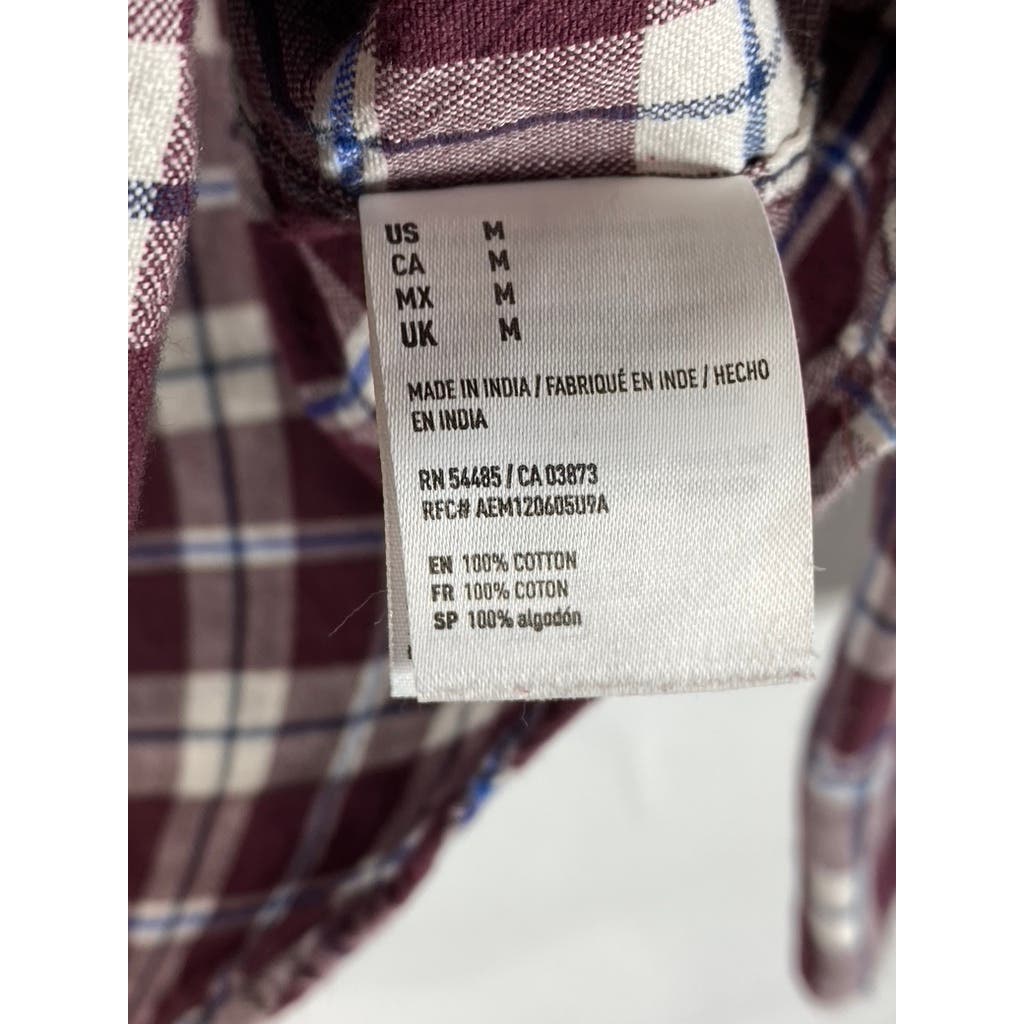 US M
CA M
MX M
UK M
MADE IN INDIA / FABRIQUÉ EN INDE / HECHO
EN INDIA
RN 54485 / CA 03873
RFC# AEM120605U9A
EN 100% COTTON
FR 100% COTON
SP 100% algodón